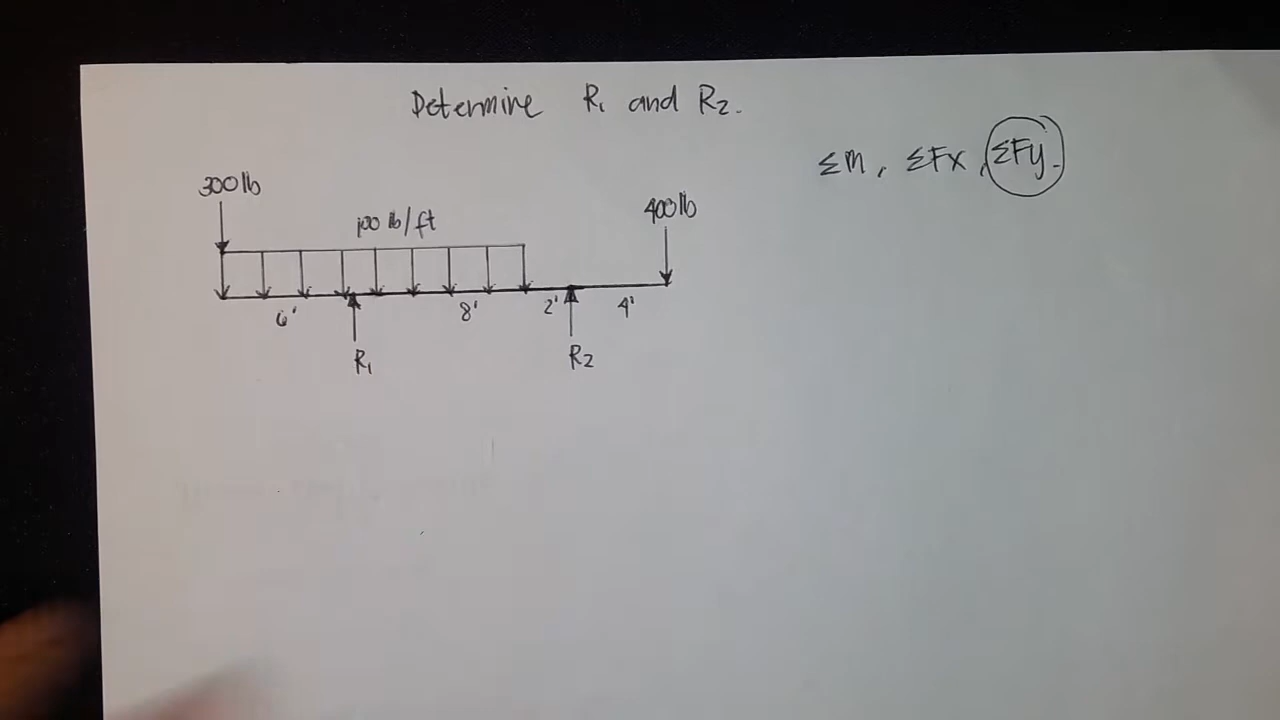 Determine R1 and R2.
ΣM, ΣFx, ΣFy.
300 lb
100 lb/ft
400 lb
6' 8' 2' 4'
R1 R2